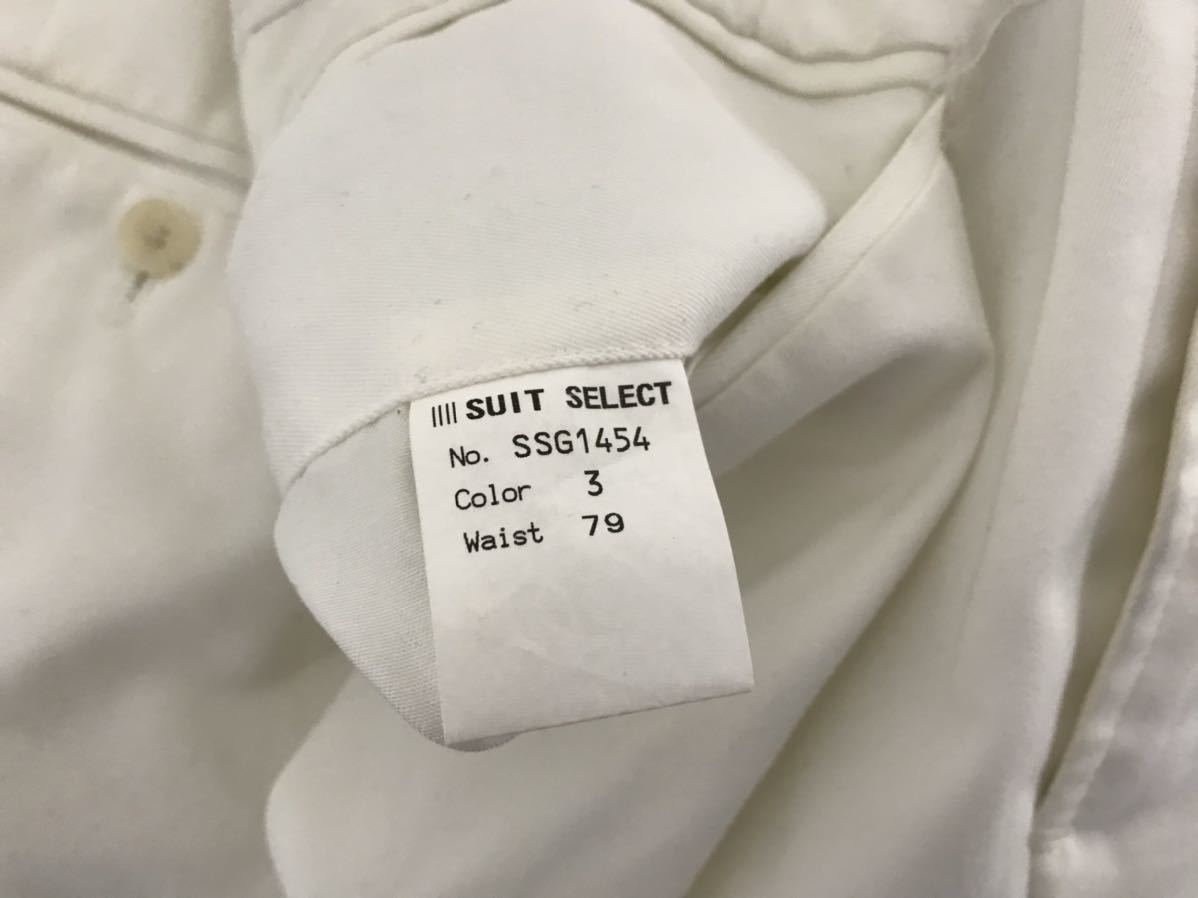 SUIT SELECT
No. SSG1454
Color 3
Waist 79